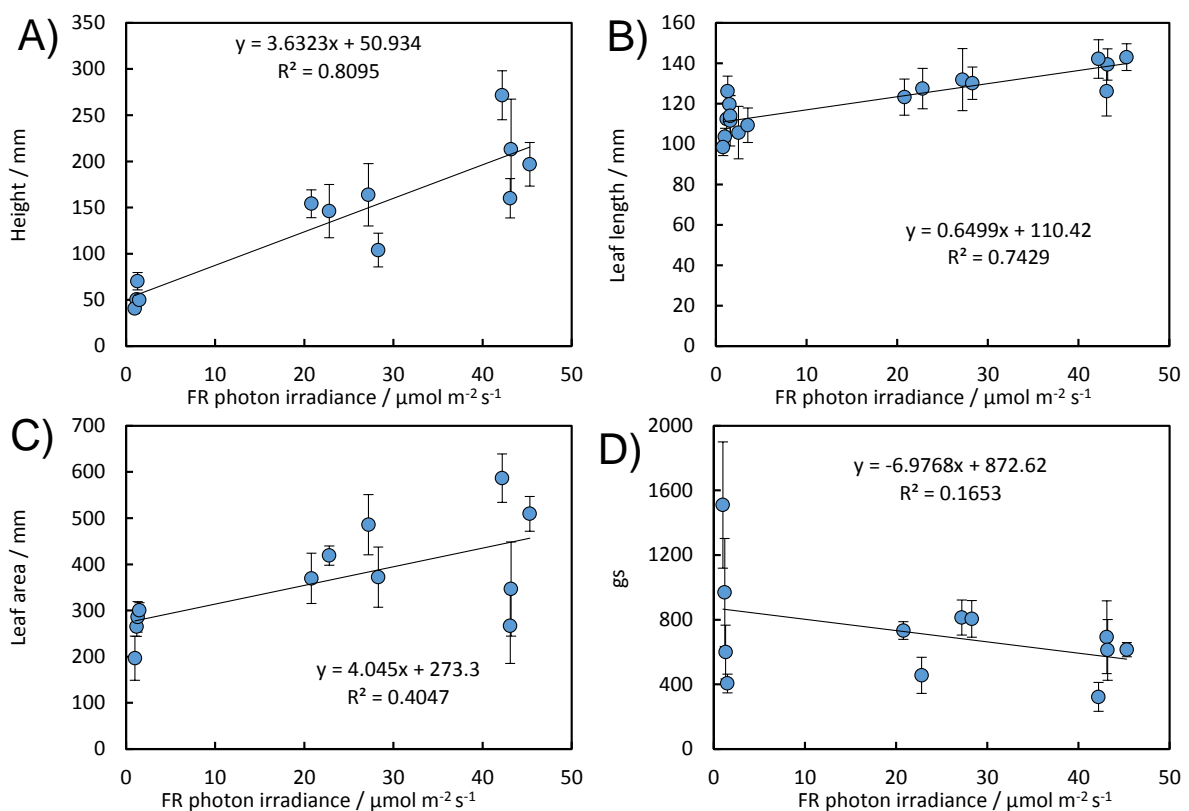 A)
y = 3.6323x + 50.934
R² = 0.8095
Height / mm
350
300
250
200
150
100
50
0
0 10 20 30 40 50
FR photon irradiance / µmol m⁻² s⁻¹
B)
y = 0.6499x + 110.42
R² = 0.7429
Leaf length / mm
160
140
120
100
80
60
40
20
0
0 10 20 30 40 50
FR photon irradiance / µmol m⁻² s⁻¹
C)
y = 4.045x + 273.3
R² = 0.4047
Leaf area / mm
700
600
500
400
300
200
100
0
0 10 20 30 40 50
FR photon irradiance / µmol m⁻² s⁻¹
D)
y = -6.9768x + 872.62
R² = 0.1653
gs
2000
1600
1200
800
400
0
0 10 20 30 40 50
FR photon irradiance / µmol m⁻² s⁻¹